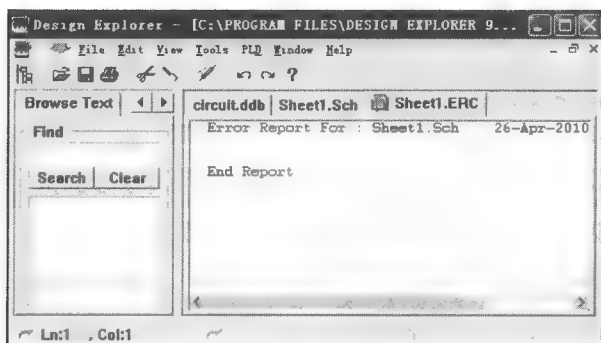 Design Explorer - [C:\PROGRAM FILES\DESIGN EXPLORER 9...
File Edit View Tools PLD Window Help
Browse Text
circuit.ddb Sheet1.Sch Sheet1.ERC
Find
Error Report For : Sheet1.Sch 26-Apr-2010
Search Clear
End Report
Ln:1 , Col:1